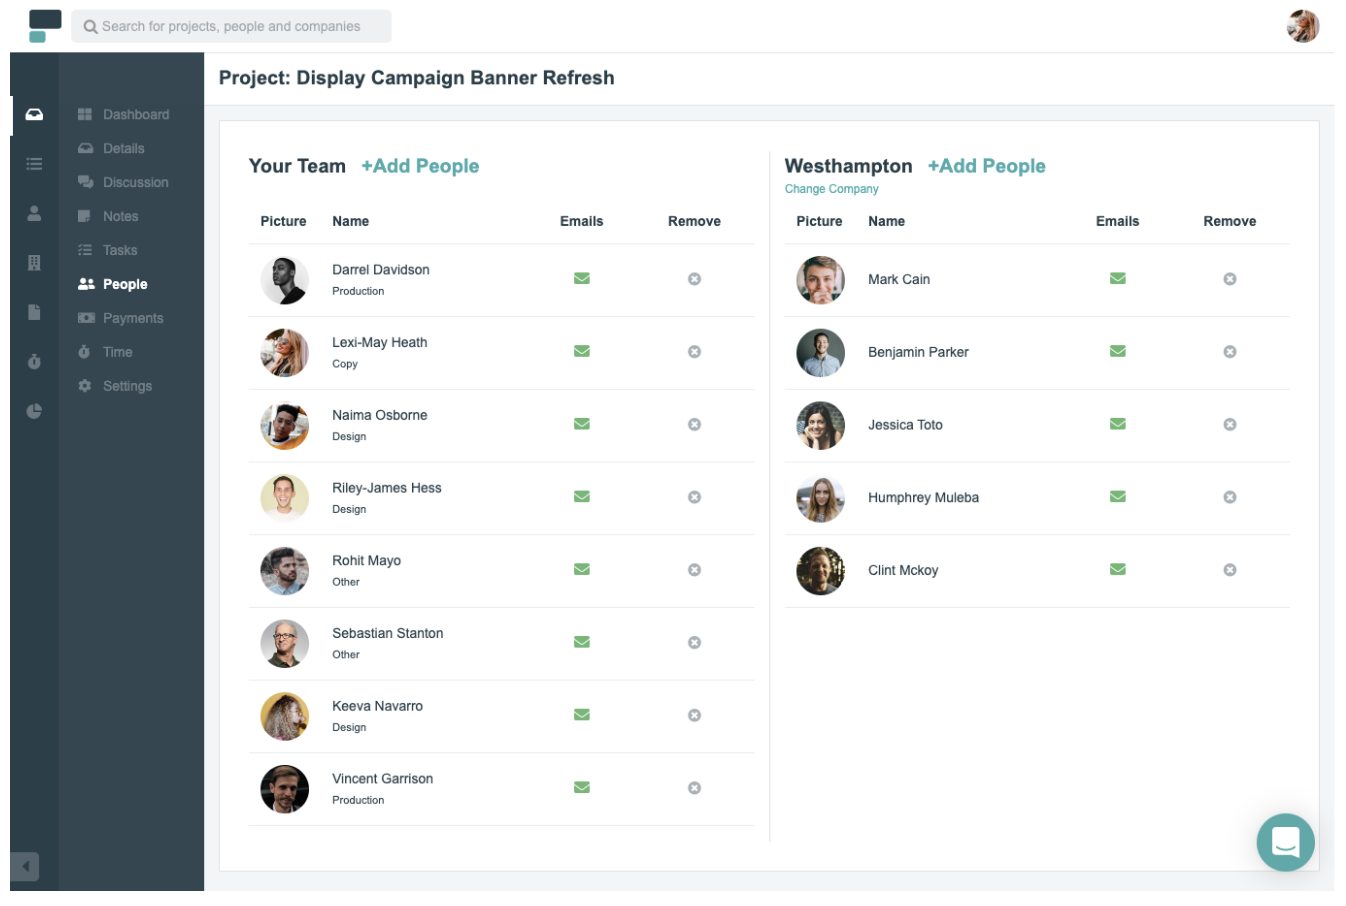 Search for projects, people and companies
Project: Display Campaign Banner Refresh
Dashboard
Details
Discussion
Notes
Tasks
People
Payments
Time
Settings
Your Team +Add People
Picture Name Emails Remove
Darrel Davidson
Production
Lexi-May Heath
Copy
Naima Osborne
Design
Riley-James Hess
Design
Rohit Mayo
Other
Sebastian Stanton
Other
Keeva Navarro
Design
Vincent Garrison
Production
Westhampton +Add People
Change Company
Picture Name Emails Remove
Mark Cain
Benjamin Parker
Jessica Toto
Humphrey Muleba
Clint Mckoy